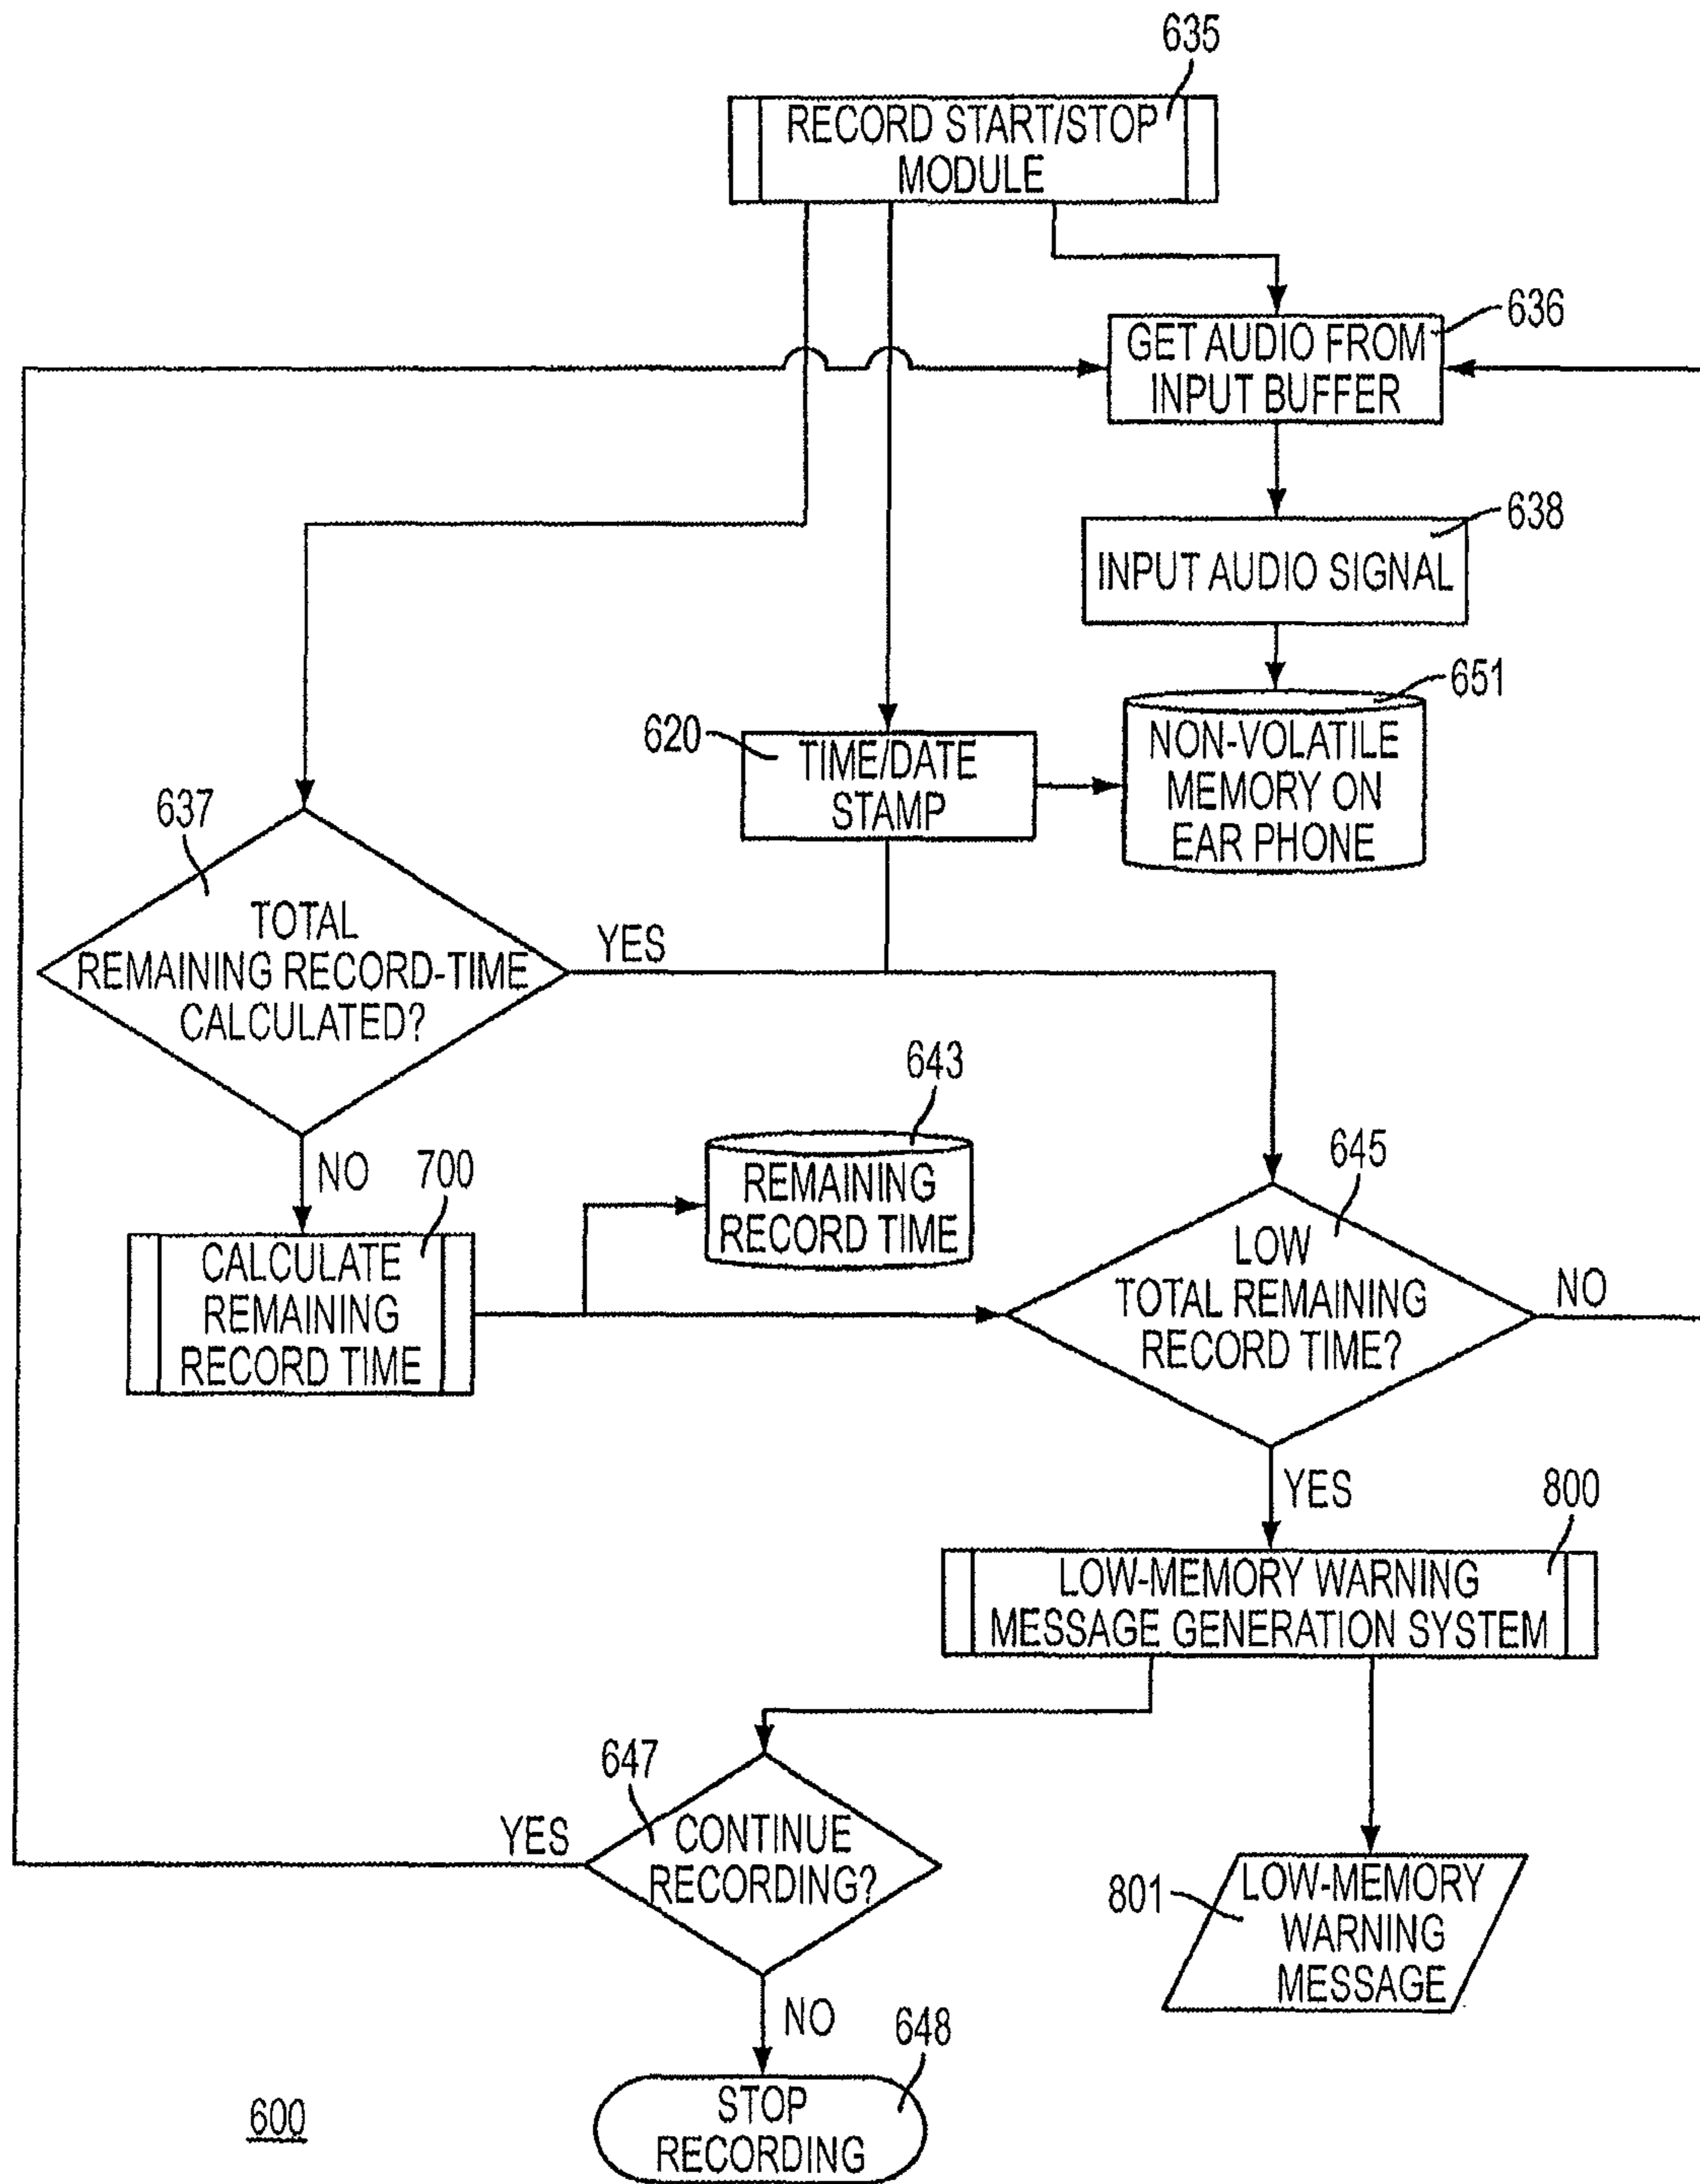 635
RECORD START/STOP
MODULE
636
GET AUDIO FROM
INPUT BUFFER
638
INPUT AUDIO SIGNAL
651
NON-VOLATILE
MEMORY ON
EAR PHONE
620
TIME/DATE
STAMP
637
TOTAL
REMAINING RECORD-TIME
CALCULATED?
YES
NO
700
CALCULATE
REMAINING
RECORD TIME
643
REMAINING
RECORD TIME
645
LOW
TOTAL REMAINING
RECORD TIME?
NO
YES
800
LOW-MEMORY WARNING
MESSAGE GENERATION SYSTEM
647
CONTINUE
RECORDING?
YES
NO
801
LOW-MEMORY
WARNING
MESSAGE
648
STOP
RECORDING
600